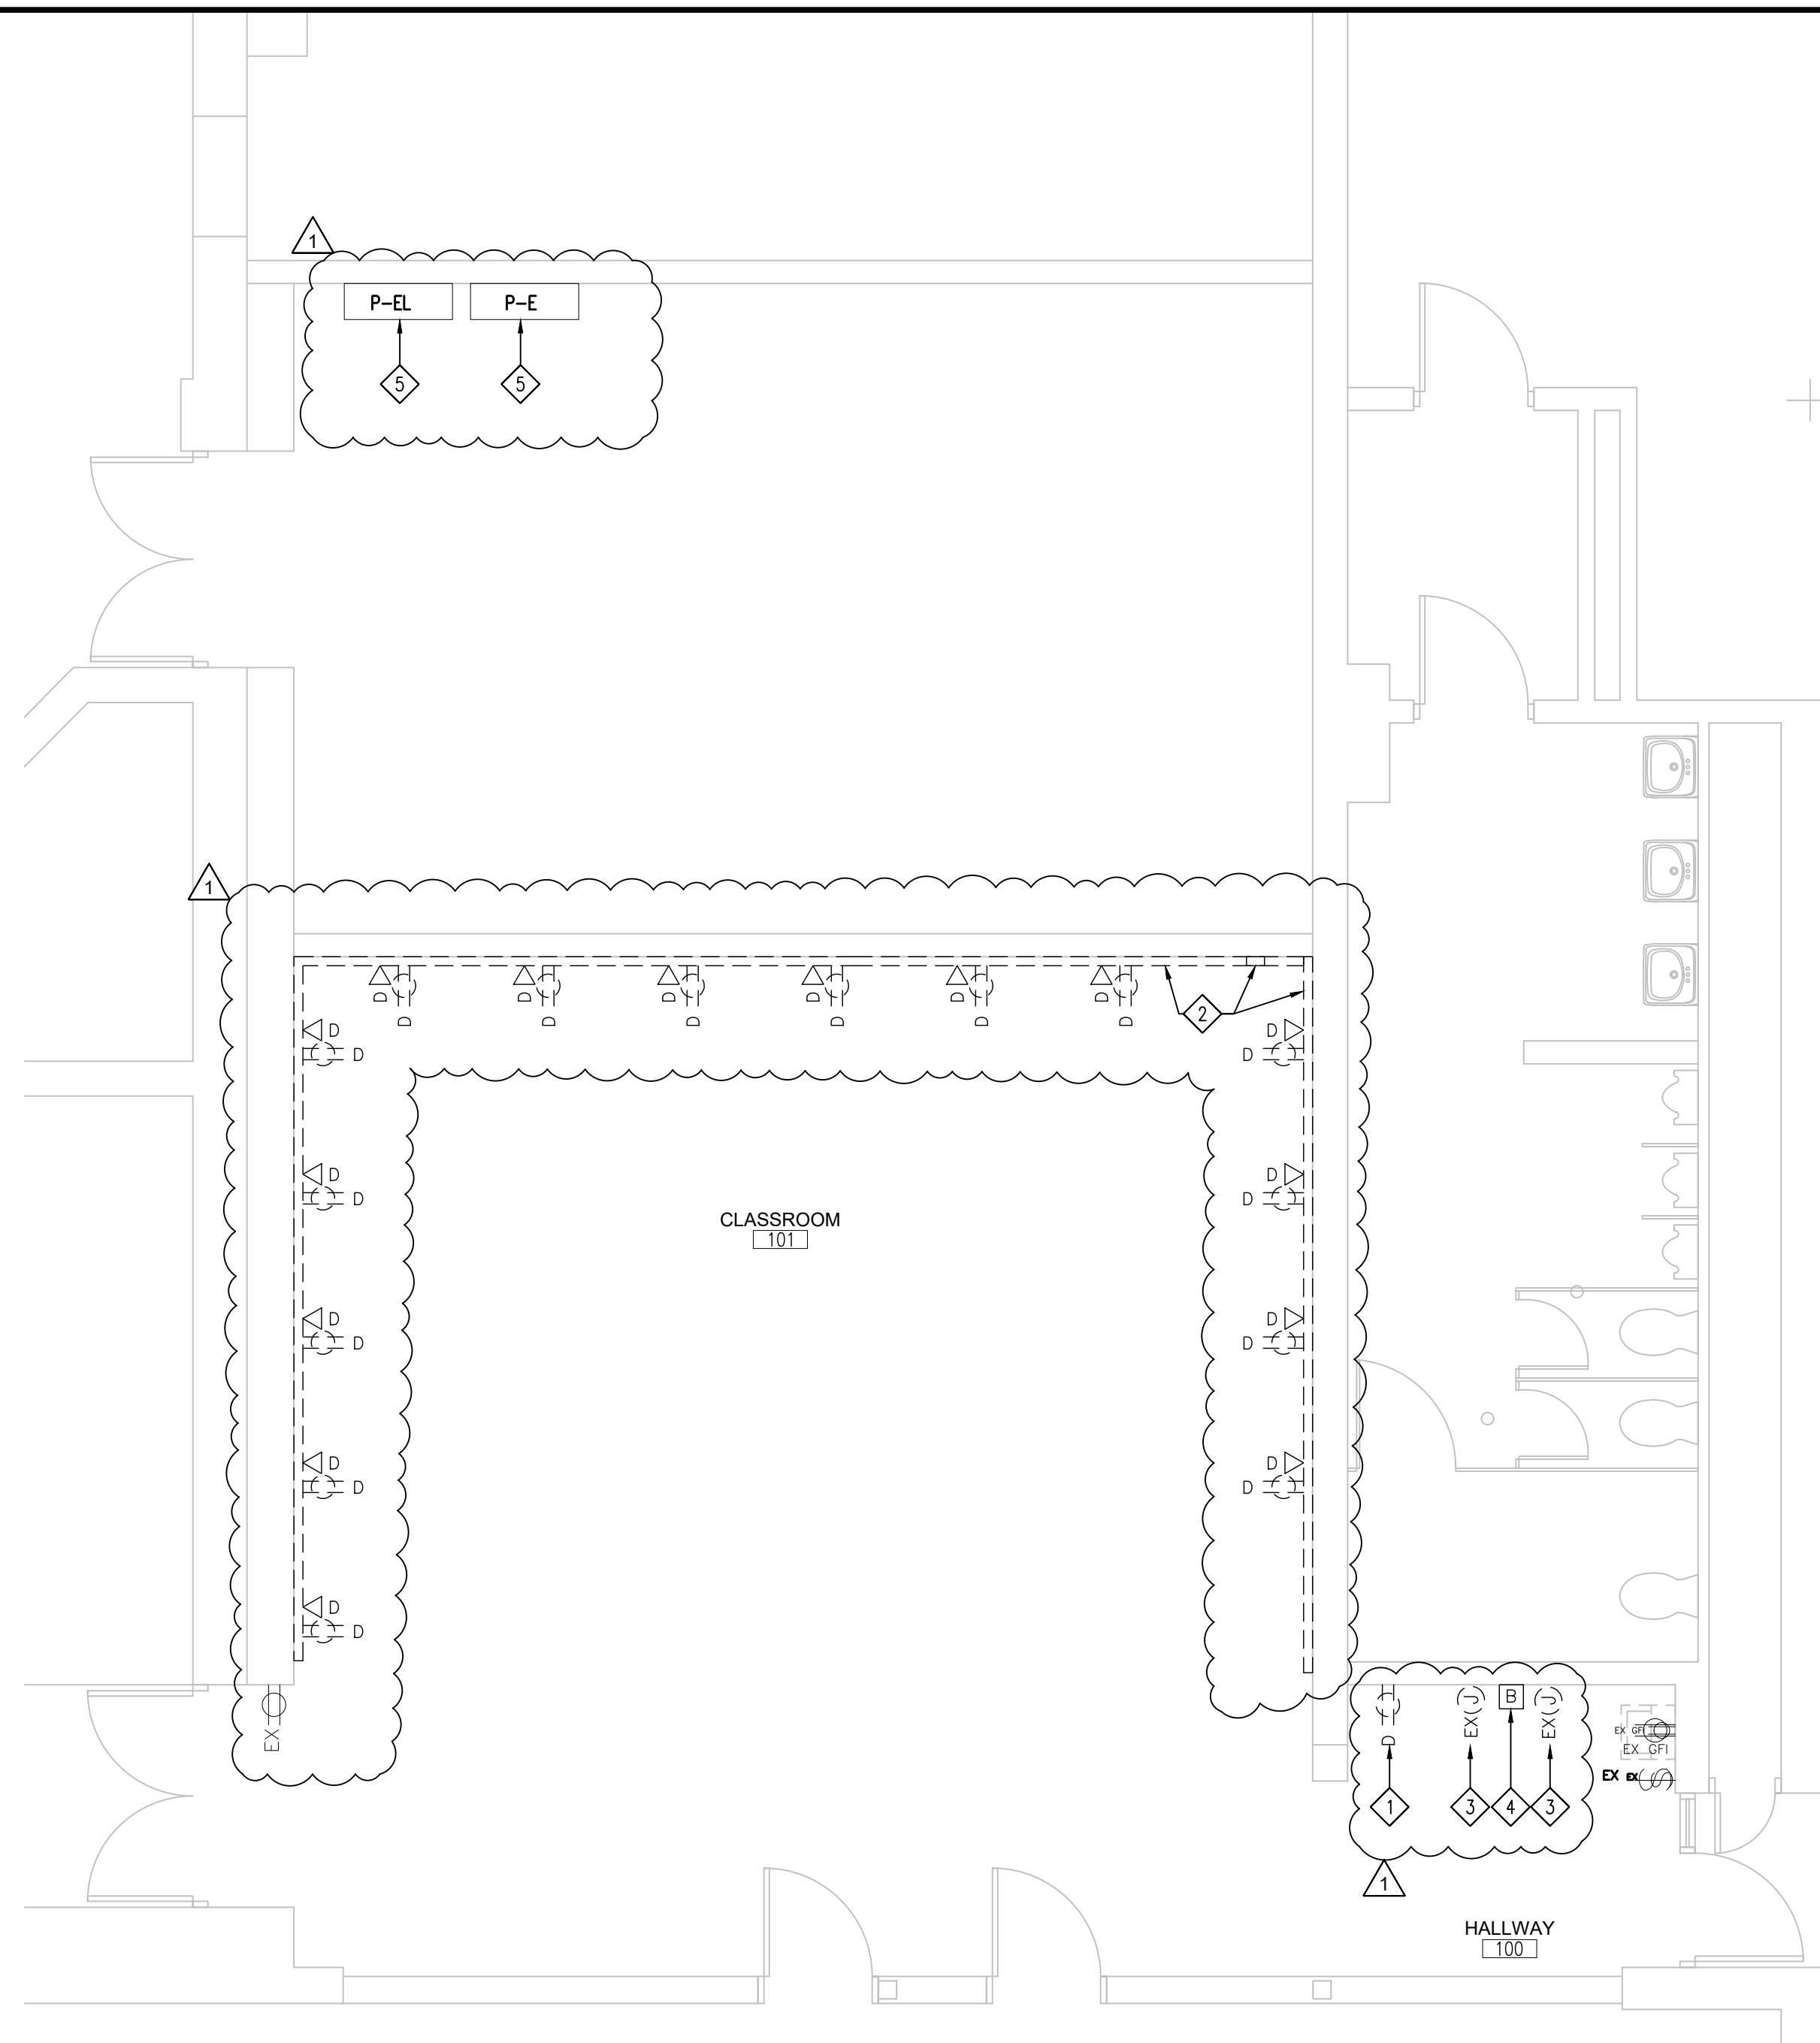 1
P-EL P-E
5 5
1
D D D D D D
D D D D D D
2
D D
D D
D D
D D
CLASSROOM
101
D D
D D
D D
D D
D
D
EX
D EX(J) B EX(J)
EX GFI
EX GFI
EX EX S
1 3 4 3
1
HALLWAY
100